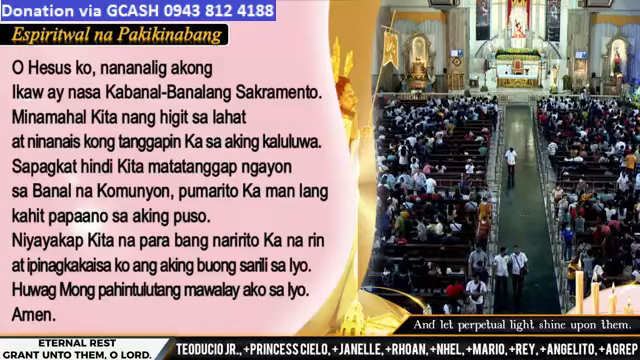 Donation via GCASH 0943 812 4188
Espiritwal na Pakikinabang
O Hesus ko, nananalig akong
Ikaw ay nasa Kabanal-Banalang Sakramento.
Minamahal Kita nang higit sa lahat
at ninanais kong tanggapin Ka sa aking kaluluwa.
Sapagkat hindi Kita matatanggap ngayon
sa Banal na Komunyon, pumarito Ka man lang
kahit papaano sa aking puso.
Niyayakap Kita na para bang naririto Ka na rin
at ipinagkakaisa ko ang aking buong sarili sa Iyo.
Huwag Mong pahintulutang mawalay ako sa Iyo.
Amen.
And let perpetual light shine upon them.
ETERNAL REST
GRANT UNTO THEM, O LORD.
TEODUCIO JR., +PRINCESS CIELO, +JANELLE, +RHOAN, +NHEL, +MARIO, +REY, +ANGELITO, +AGREP